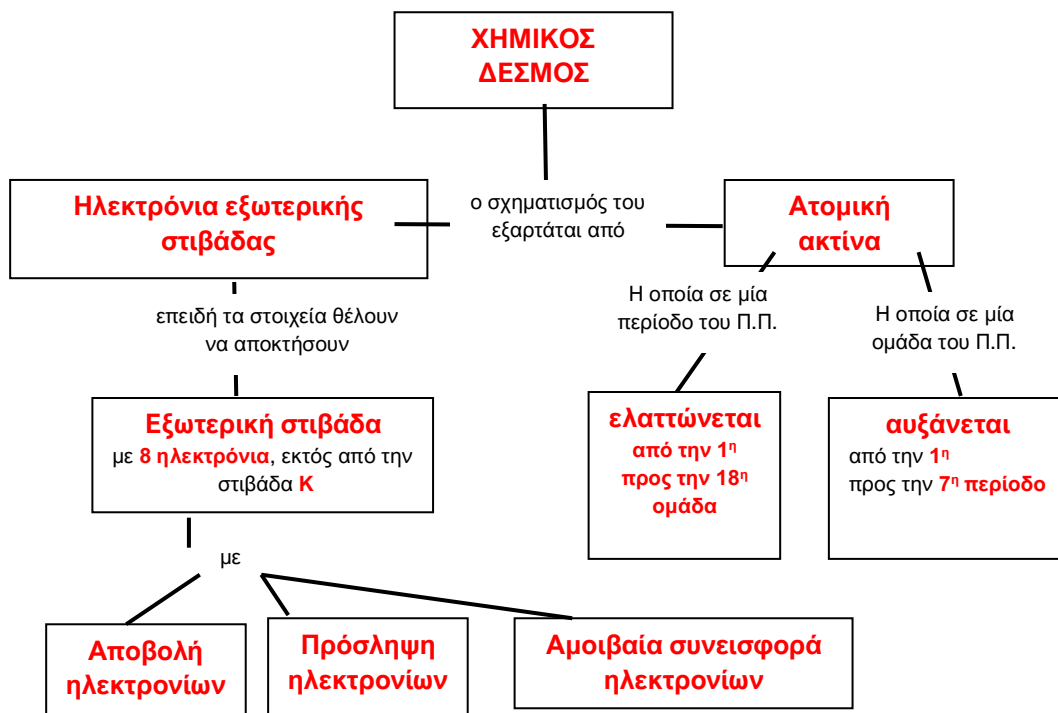 ΧΗΜΙΚΟΣ
ΔΕΣΜΟΣ
Ηλεκτρόνια εξωτερικής
στιβάδας
ο σχηματισμός του
εξαρτάται από
Ατομική
ακτίνα
επειδή τα στοιχεία θέλουν
να αποκτήσουν
Η οποία σε μία
περίοδο του Π.Π.
Η οποία σε μία
ομάδα του Π.Π.
Εξωτερική στιβάδα
με 8 ηλεκτρόνια, εκτός από την
στιβάδα Κ
ελαττώνεται
από την 1η
προς την 18η
ομάδα
αυξάνεται
από την 1η
προς την 7η περίοδο
με
Αποβολή
ηλεκτρονίων
Πρόσληψη
ηλεκτρονίων
Αμοιβαία συνεισφορά
ηλεκτρονίων